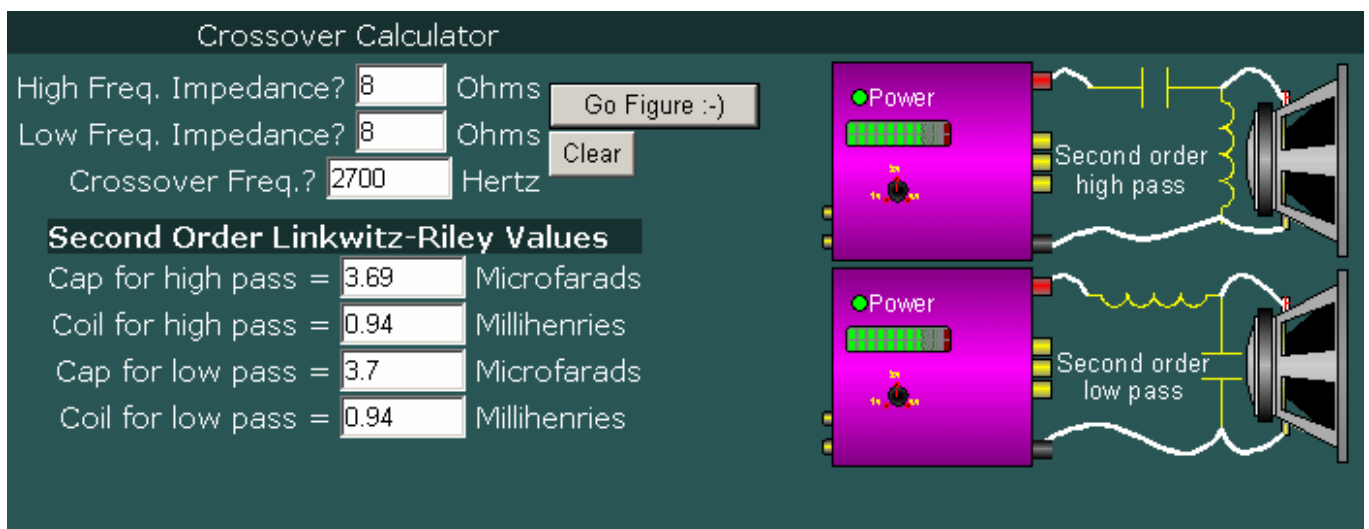 Crossover Calculator
High Freq. Impedance? 8 Ohms
Low Freq. Impedance? 8 Ohms
Crossover Freq.? 2700 Hertz
Go Figure :-)
Clear
Second Order Linkwitz-Riley Values
Cap for high pass = 3.69 Microfarads
Coil for high pass = 0.94 Millihenries
Cap for low pass = 3.7 Microfarads
Coil for low pass = 0.94 Millihenries
Power
Second order
high pass
Power
Second order
low pass